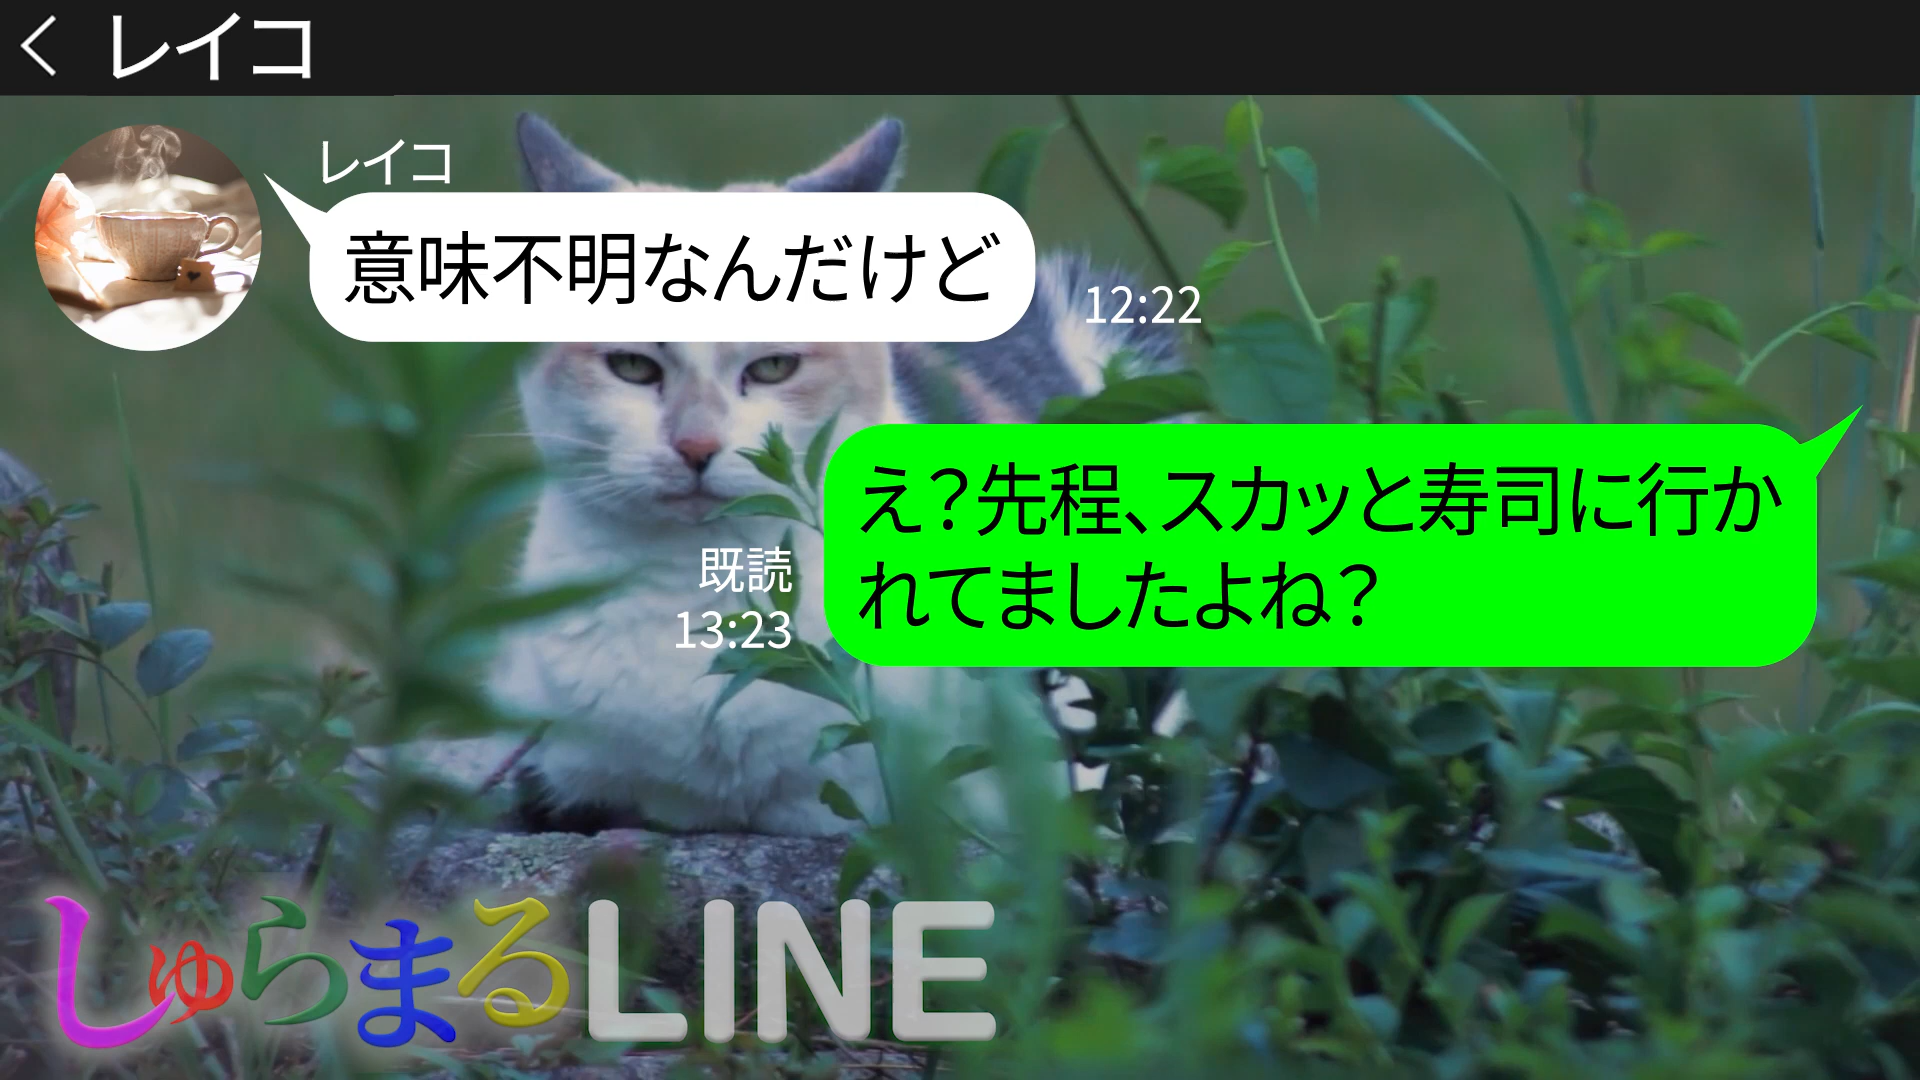 レイコ
レイコ
意味不明なんだけど
12:22
え？先程、スカッと寿司に行か
れてましたよね？
既読
13:23
しゅらまるLINE